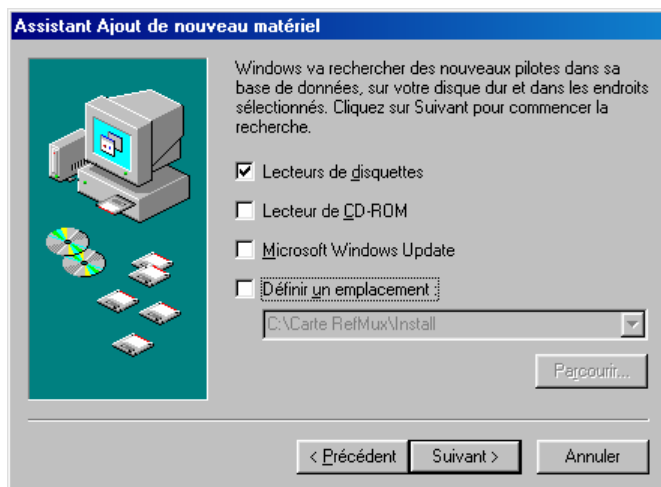 Assistant Ajout de nouveau matériel
Windows va rechercher des nouveaux pilotes dans sa
base de données, sur votre disque dur et dans les endroits
sélectionnés. Cliquez sur Suivant pour commencer la
recherche.
Lecteurs de disquettes
Lecteur de CD-ROM
Microsoft Windows Update
Définir un emplacement :
C:\Carte RefMux\Install
Parcourir...
< Précédent
Suivant >
Annuler